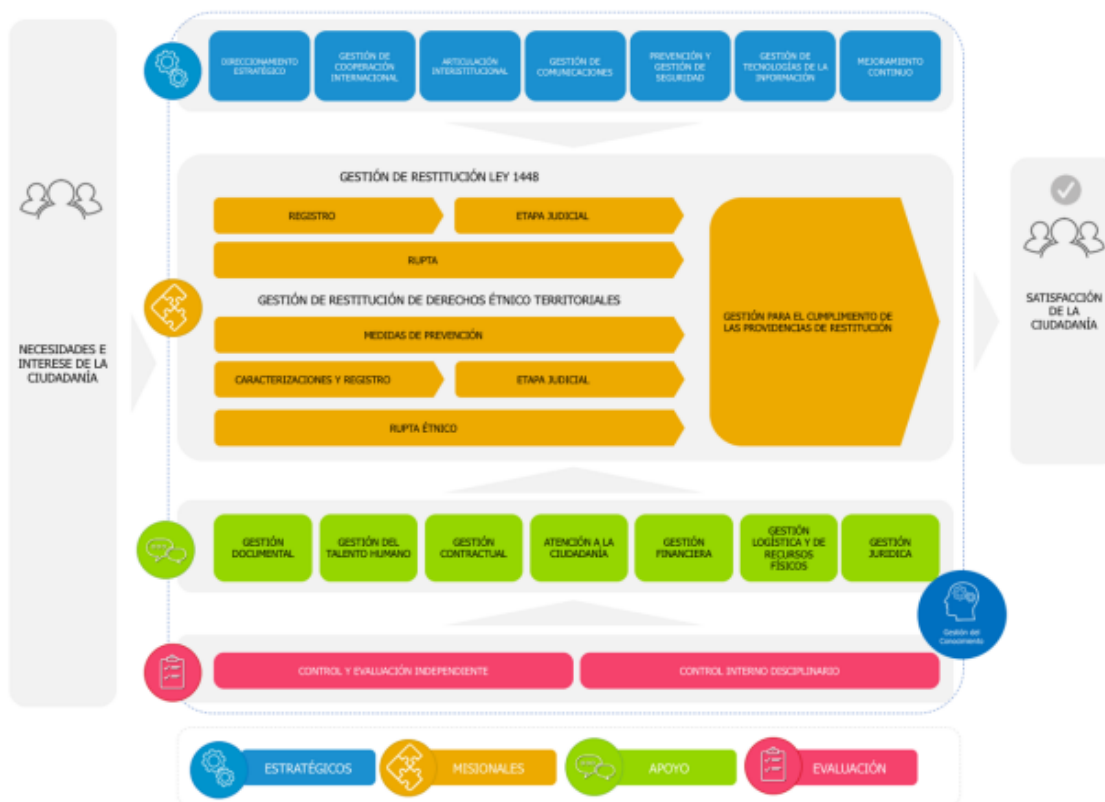 DIRECCIONAMIENTO
ESTRATÉGICO
GESTIÓN DE
COOPERACIÓN
INTERNACIONAL
ARTICULACIÓN
INTERISTITUCIONAL
GESTIÓN DE
COMUNICACIONES
PREVENCIÓN Y
GESTIÓN DE
SEGURIDAD
GESTIÓN DE
TECNOLOGÍAS DE LA
INFORMACIÓN
MEJORAMIENTO
CONTINUO
NECESIDADES E
INTERESE DE LA
CIUDADANÍA
GESTIÓN DE RESTITUCIÓN LEY 1448
REGISTRO
ETAPA JUDICIAL
RUPTA
GESTIÓN DE RESTITUCIÓN DE DERECHOS ÉTNICO TERRITORIALES
MEDIDAS DE PREVENCIÓN
CARACTERIZACIONES Y REGISTRO
ETAPA JUDICIAL
RUPTA ÉTNICO
GESTIÓN PARA EL CUMPLIMIENTO DE
LAS PROVIDENCIAS DE RESTITUCIÓN
SATISFACCIÓN
DE LA
CIUDADANÍA
GESTIÓN
DOCUMENTAL
GESTIÓN DEL
TALENTO HUMANO
GESTIÓN
CONTRACTUAL
ATENCIÓN A LA
CIUDADANÍA
GESTIÓN
FINANCIERA
GESTIÓN
LOGÍSTICA Y DE
RECURSOS
FÍSICOS
GESTIÓN
JURIDICA
Gestión del
Conocimiento
CONTROL Y EVALUACIÓN INDEPENDIENTE
CONTROL INTERNO DISCIPLINARIO
ESTRATÉGICOS
MISIONALES
APOYO
EVALUACIÓN